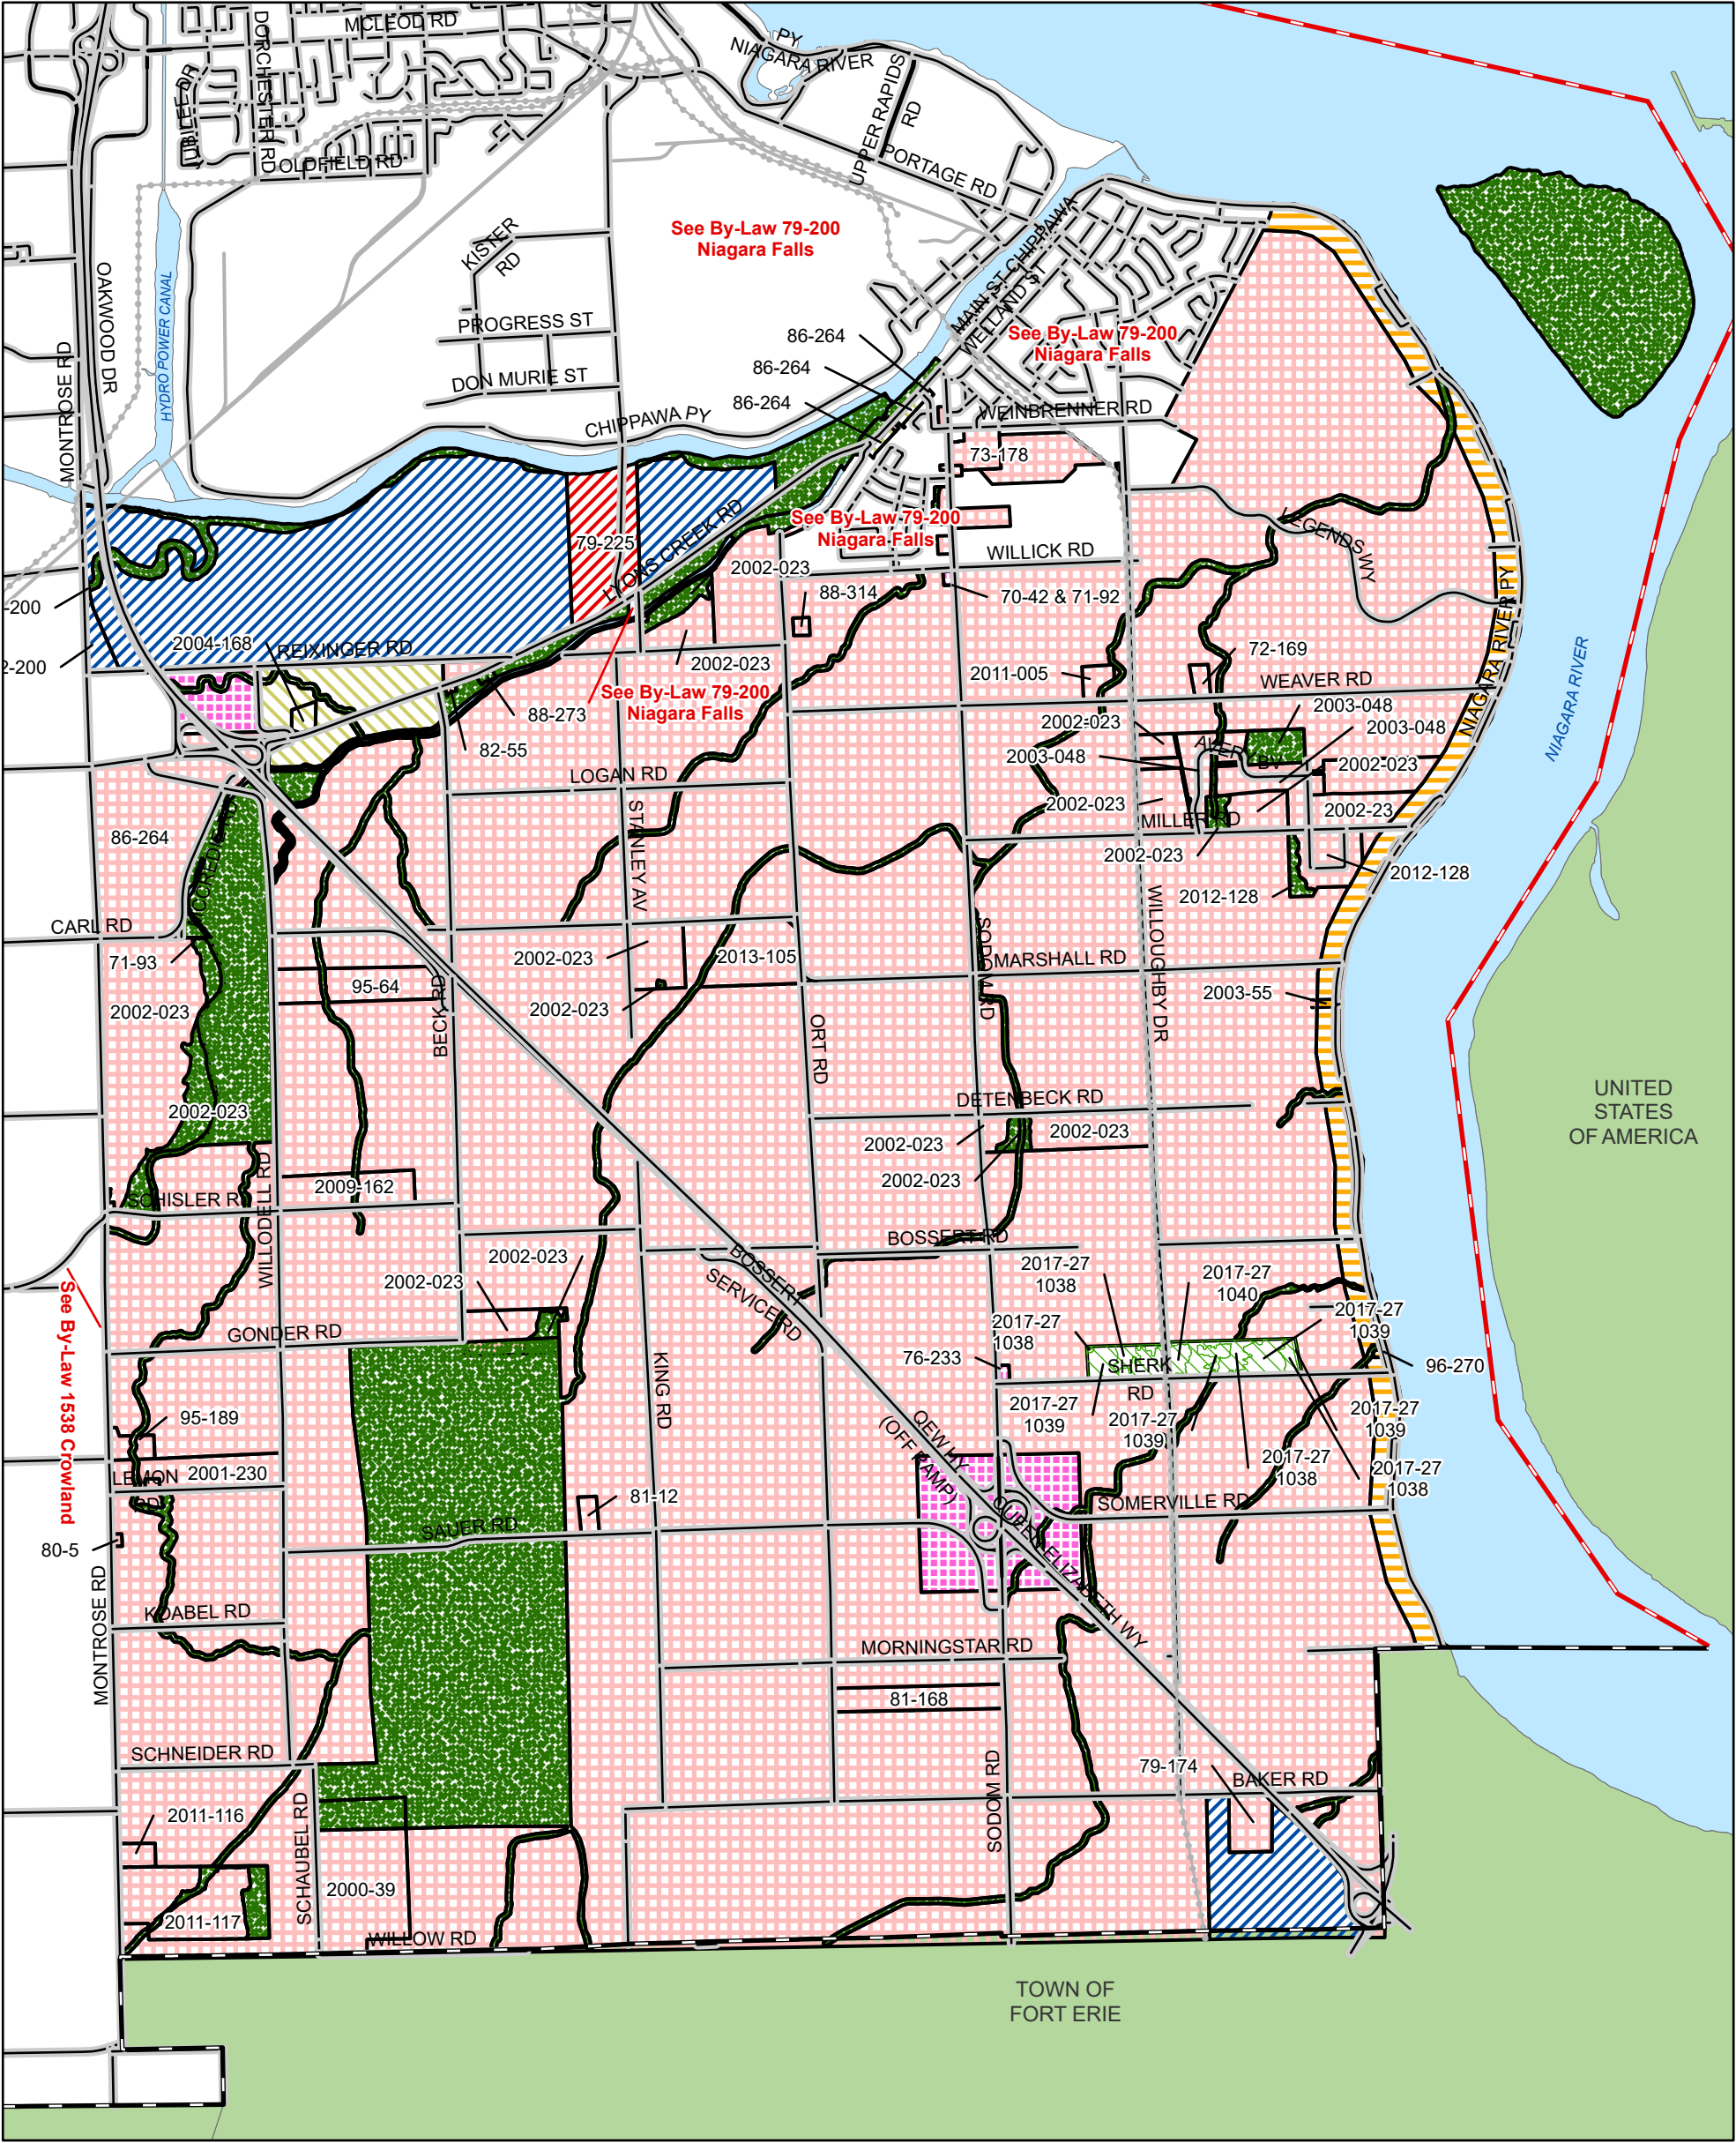 MCLEOD RD
DORCHESTER RD
JUBILEE DR
OLDFIELD RD
NIAGARA RIVER
PY
UPPER RAPIDS
RD
PORTAGE RD
See By-Law 79-200
Niagara Falls
KISTER
RD
PROGRESS ST
DON MURIE ST
CHIPPAWA PY
HYDRO POWER CANAL
OAKWOOD DR
MONTROSE RD
MAIN ST CHIPPAWA
WELLAND ST
See By-Law 79-200
Niagara Falls
86-264
86-264
86-264
WEINBRENNER RD
73-178
See By-Law 79-200
Niagara Falls
79-225
LYONS CREEK RD
2002-023
WILLICK RD
LEGENDS WY
88-314
70-42 & 71-92
-200
2-200
2004-168
REIXINGER RD
2002-023
See By-Law 79-200
Niagara Falls
88-273
82-55
2011-005
72-169
WEAVER RD
NIAGARA RIVER PY
NIAGARA RIVER
2003-048
2003-048
2002-023
2003-048
BV
2002-023
LOGAN RD
2002-023
2002-23
MILLER RD
2002-023
2012-128
2012-128
86-264
STANLEY AV
CARL RD
71-93
2002-023
95-64
BECK RD
2002-023
2013-105
2002-023
SODOM RD
MARSHALL RD
WILLOUGHBY DR
2003-55
ORT RD
UNITED
STATES
OF AMERICA
DETENBECK RD
2002-023
2002-023
2002-023
2002-023
2009-162
SCHISLER RD
WILLODELL RD
BOSSERT RD
2002-023
2002-023
BOSSERT
SERVICE RD
2017-27
1038
2017-27
1040
2017-27
1039
2017-27
1038
See By-Law 1538 Crowland
GONDER RD
KING RD
76-233
SHERK
RD
96-270
2017-27
1039
2017-27
1039
2017-27
1039
2017-27
1038
2017-27
1038
95-189
LEMON
RD
2001-230
QEW HY
(OFF RAMP)
81-12
SAUER RD
SOMERVILLE RD
QUEEN ELIZABETH WY
80-5
MONTROSE RD
KOABEL RD
MORNINGSTAR RD
81-168
SCHNEIDER RD
SODOM RD
79-174
BAKER RD
2011-116
SCHAUBEL RD
2000-39
2011-117
WILLOW RD
TOWN OF
FORT ERIE